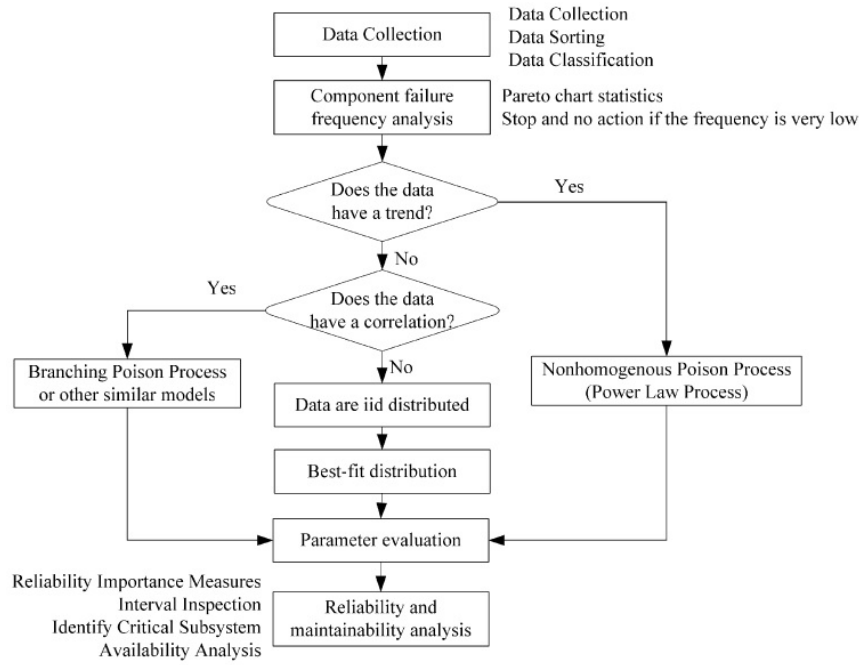 Data Collection
Data Collection
Data Sorting
Data Classification
Component failure
frequency analysis
Pareto chart statistics
Stop and no action if the frequency is very low
Does the data
have a trend?
Yes
No
Yes
Does the data
have a correlation?
No
Branching Poison Process
or other similar models
Nonhomogenous Poison Process
(Power Law Process)
Data are iid distributed
Best-fit distribution
Parameter evaluation
Reliability Importance Measures
Interval Inspection
Identify Critical Subsystem
Availability Analysis
Reliability and
maintainability analysis